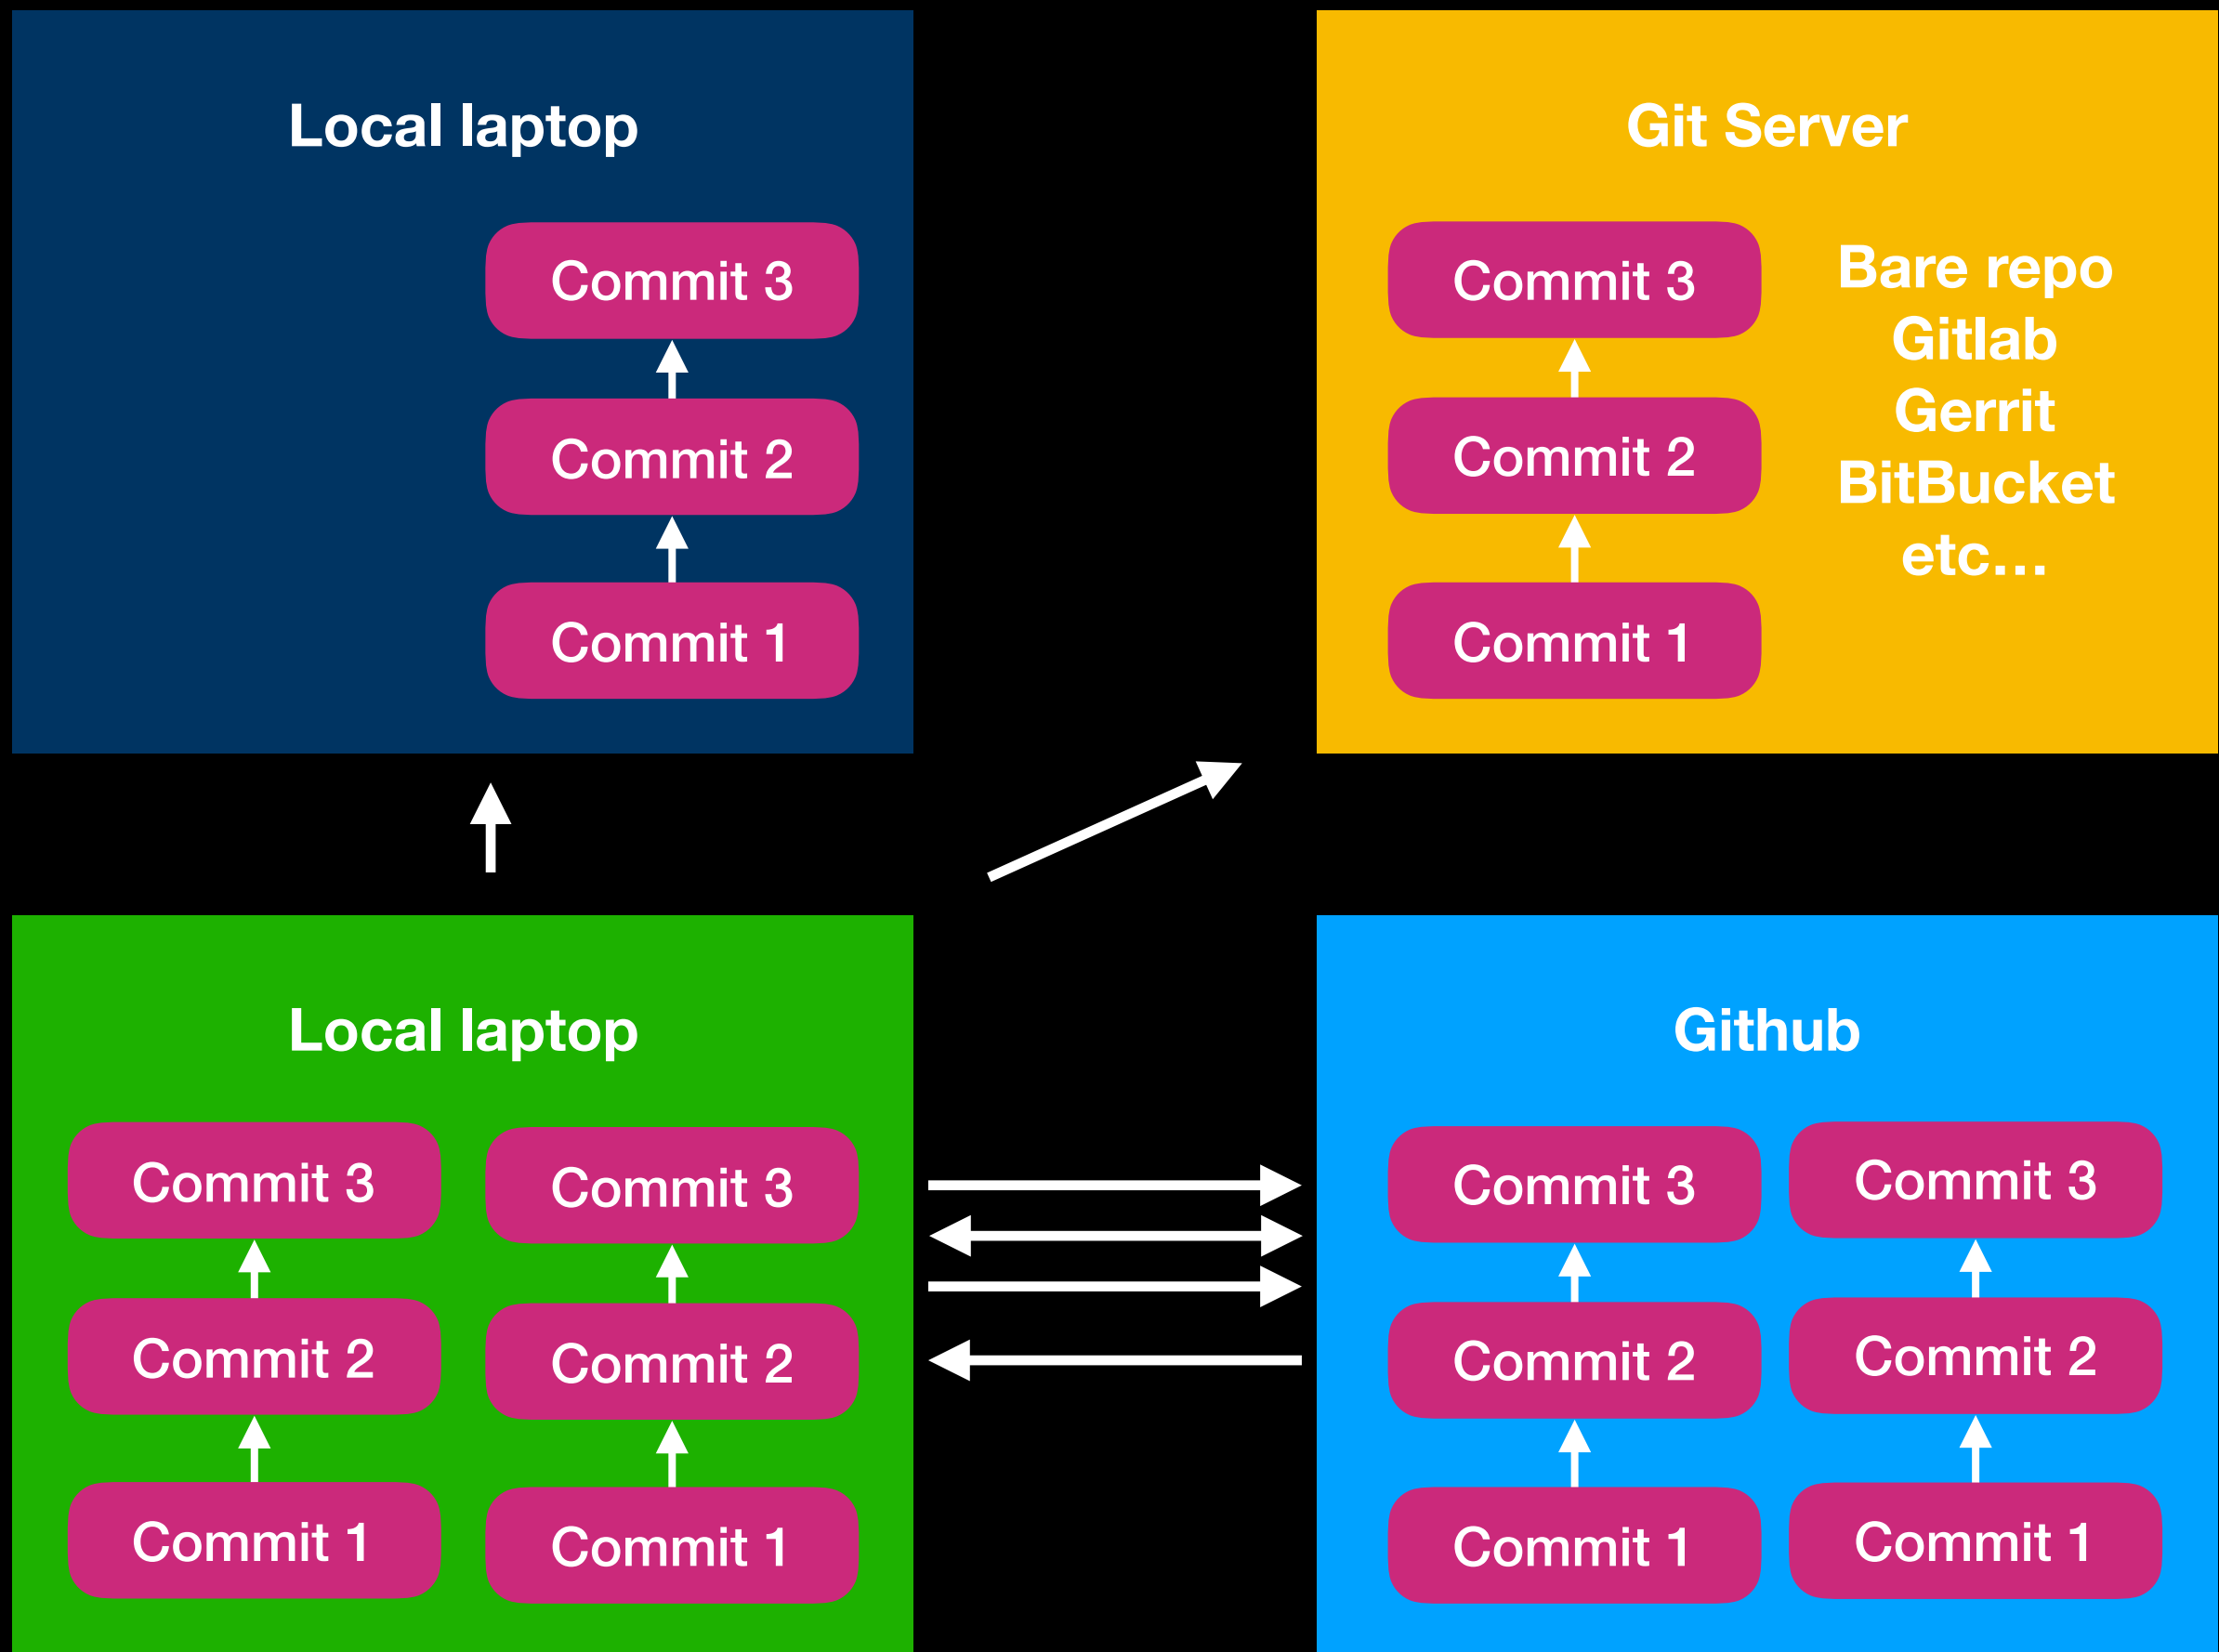 Local laptop
Commit 3
Commit 2
Commit 1
Git Server
Commit 3
Commit 2
Commit 1
Bare repo
Gitlab
Gerrit
BitBucket
etc...
Local laptop
Commit 3
Commit 2
Commit 1
Commit 3
Commit 2
Commit 1
Github
Commit 3
Commit 2
Commit 1
Commit 3
Commit 2
Commit 1